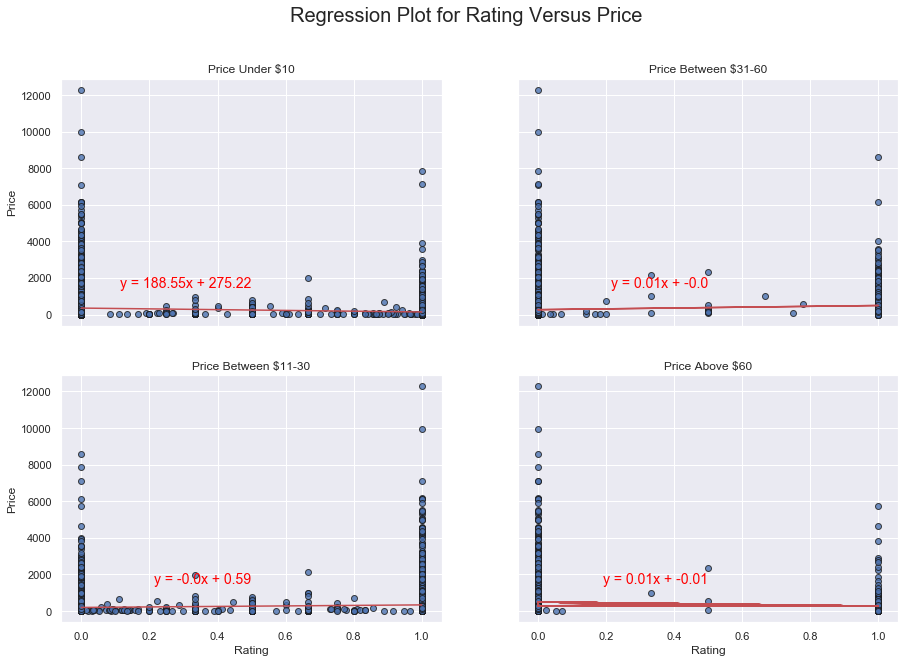 Regression Plot for Rating Versus Price
Price Under $10
Price Between $31-60
12000
10000
8000
6000
4000
2000
0
Price
y = 188.55x + 275.22
y = 0.01x + -0.0
Price Between $11-30
Price Above $60
12000
10000
8000
6000
4000
2000
0
Price
y = -0.0x + 0.59
y = 0.01x + -0.01
0.0 0.2 0.4 0.6 0.8 1.0
0.0 0.2 0.4 0.6 0.8 1.0
Rating
Rating